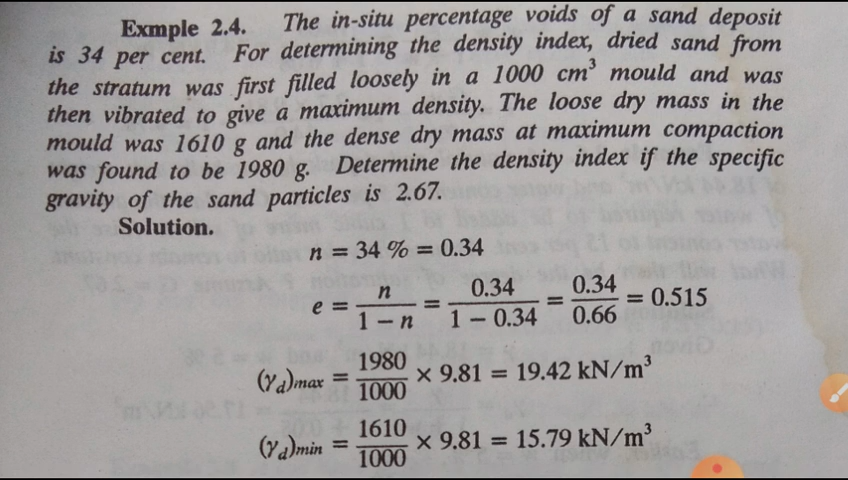 Exmple 2.4. The in-situ percentage voids of a sand deposit
is 34 per cent. For determining the density index, dried sand from
the stratum was first filled loosely in a 1000 cm³ mould and was
then vibrated to give a maximum density. The loose dry mass in the
mould was 1610 g and the dense dry mass at maximum compaction
was found to be 1980 g. Determine the density index if the specific
gravity of the sand particles is 2.67.
Solution.
n = 34 % = 0.34
e = n / (1 − n) = 0.34 / (1 − 0.34) = 0.34 / 0.66 = 0.515
(γd)max = 1980 / 1000 × 9.81 = 19.42 kN/m³
(γd)min = 1610 / 1000 × 9.81 = 15.79 kN/m³